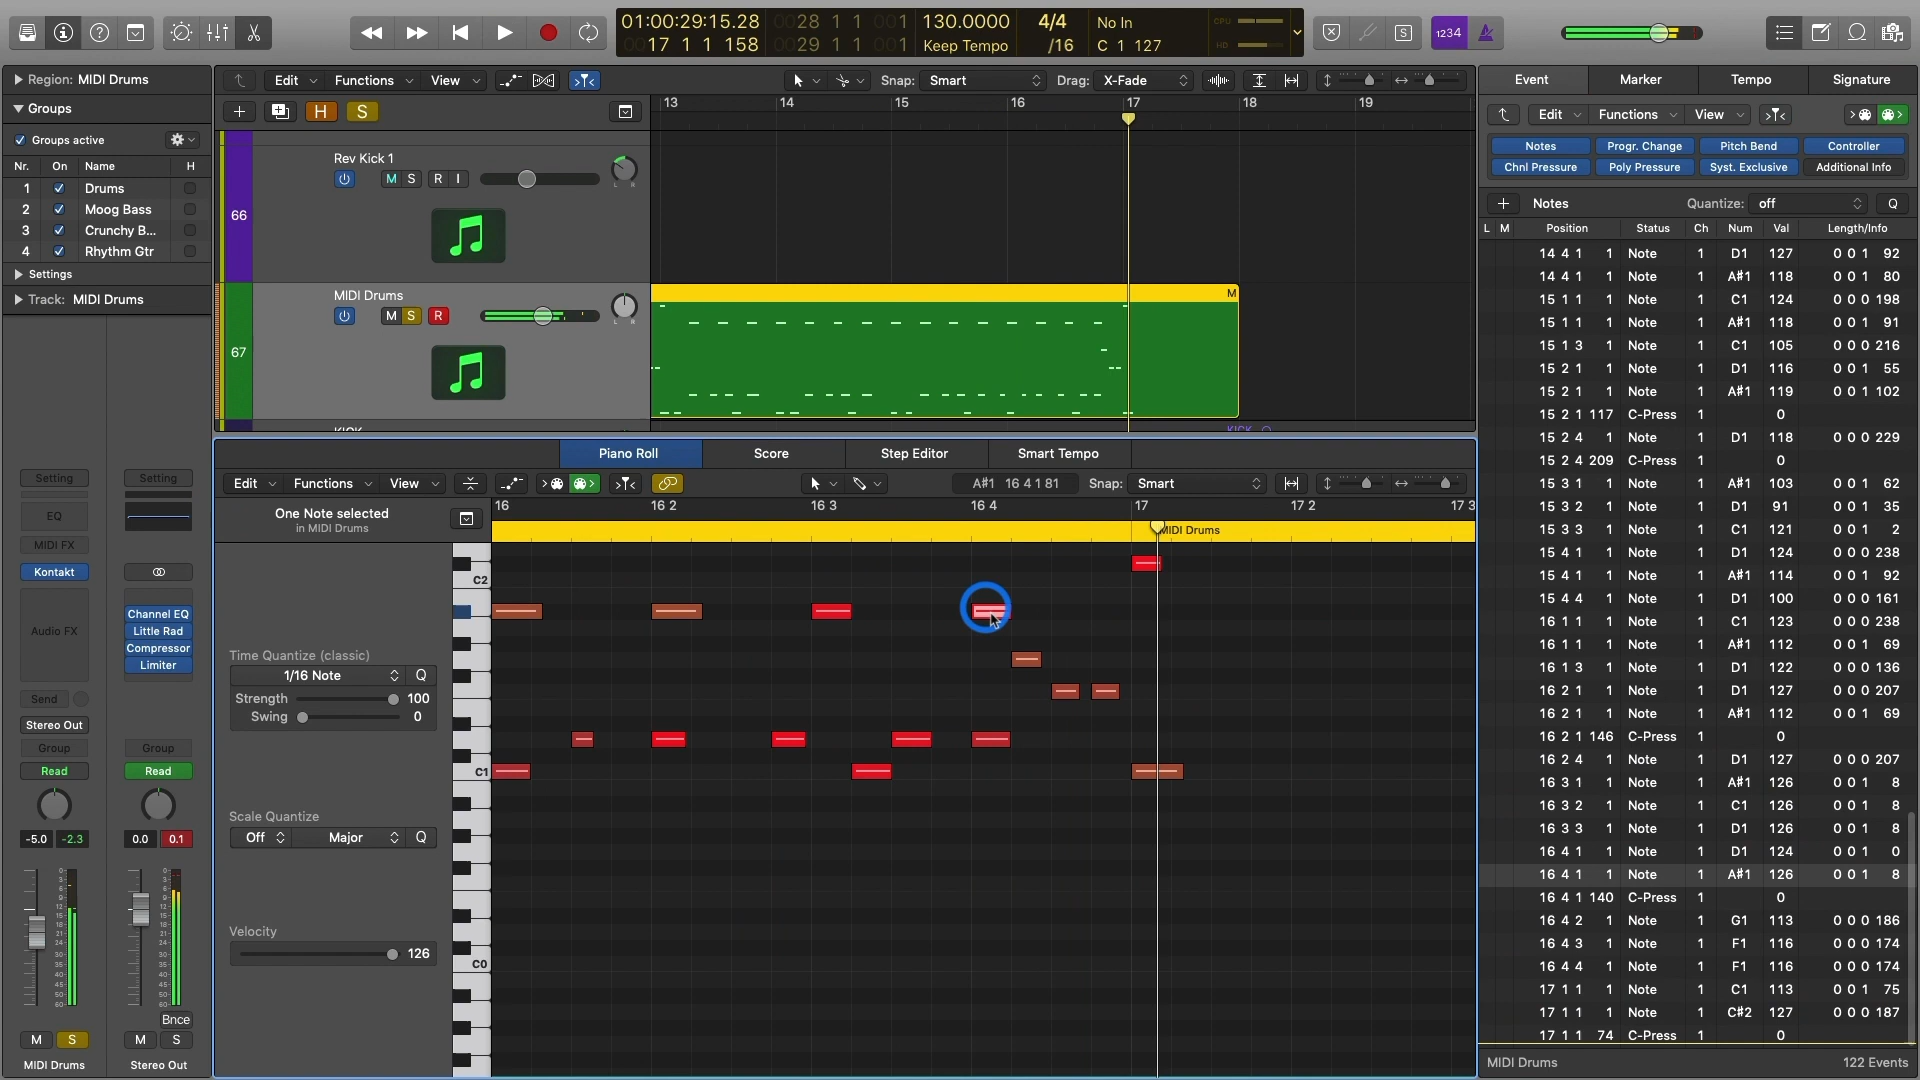 01:00:29:15.28
0017 1 1 158
0028 1 1 001
0029 1 1 001
130.0000
Keep Tempo
4/4
/16
No In
C 1 127
CPU
HD
1234
Region: MIDI Drums
Groups
Groups active
Nr. On Name H
1 Drums
2 Moog Bass
3 Crunchy B...
4 Rhythm Gtr
Settings
Track: MIDI Drums
Edit Functions View
Snap: Smart
Drag: X-Fade
H S
13 14 15 16 17 18 19
66
Rev Kick 1
M S R I
L R
67
MIDI Drums
M S R
L R
M
KICK
KICK
Piano Roll
Score
Step Editor
Smart Tempo
Edit Functions View
A#1 16 4 1 81
Snap: Smart
One Note selected
in MIDI Drums
16 16 2 16 3 16 4 17 17 2 17 3
MIDI Drums
C2
C1
C0
Time Quantize (classic)
1/16 Note Q
Strength 100
Swing 0
Scale Quantize
Off Major Q
Velocity
126
Setting Setting
EQ
MIDI FX
Kontakt
Audio FX
Channel EQ
Little Rad
Compressor
Limiter
Send
Stereo Out
Group Group
Read Read
-5.0 -2.3 0.0 0.1
Bnce
M S M S
MIDI Drums Stereo Out
Event Marker Tempo Signature
Edit Functions View
Notes Progr. Change Pitch Bend Controller
Chnl Pressure Poly Pressure Syst. Exclusive Additional Info
Notes Quantize: off Q
L M Position Status Ch Num Val Length/Info
14 4 1 1 Note 1 D1 127 0 0 1 92
14 4 1 1 Note 1 A#1 118 0 0 1 80
15 1 1 1 Note 1 C1 124 0 0 0 198
15 1 1 1 Note 1 A#1 118 0 0 1 91
15 1 3 1 Note 1 C1 105 0 0 0 216
15 2 1 1 Note 1 D1 116 0 0 1 55
15 2 1 1 Note 1 A#1 119 0 0 1 102
15 2 1 117 C-Press 1 0
15 2 4 1 Note 1 D1 118 0 0 0 229
15 2 4 209 C-Press 1 0
15 3 1 1 Note 1 A#1 103 0 0 1 62
15 3 2 1 Note 1 D1 91 0 0 1 35
15 3 3 1 Note 1 C1 121 0 0 1 2
15 4 1 1 Note 1 D1 124 0 0 0 238
15 4 1 1 Note 1 A#1 114 0 0 1 92
15 4 4 1 Note 1 D1 100 0 0 0 161
16 1 1 1 Note 1 C1 123 0 0 0 238
16 1 1 1 Note 1 A#1 112 0 0 1 69
16 1 3 1 Note 1 D1 122 0 0 0 136
16 2 1 1 Note 1 D1 127 0 0 0 207
16 2 1 1 Note 1 A#1 112 0 0 1 69
16 2 1 146 C-Press 1 0
16 2 4 1 Note 1 D1 127 0 0 0 207
16 3 1 1 Note 1 A#1 126 0 0 1 8
16 3 2 1 Note 1 C1 126 0 0 1 8
16 3 3 1 Note 1 D1 126 0 0 1 8
16 4 1 1 Note 1 D1 124 0 0 1 0
16 4 1 1 Note 1 A#1 126 0 0 1 8
16 4 1 140 C-Press 1 0
16 4 2 1 Note 1 G1 113 0 0 0 186
16 4 3 1 Note 1 F1 116 0 0 0 174
16 4 4 1 Note 1 F1 116 0 0 0 174
17 1 1 1 Note 1 C1 113 0 0 1 75
17 1 1 1 Note 1 C#2 127 0 0 0 187
17 1 1 74 C-Press 1 0
MIDI Drums 122 Events